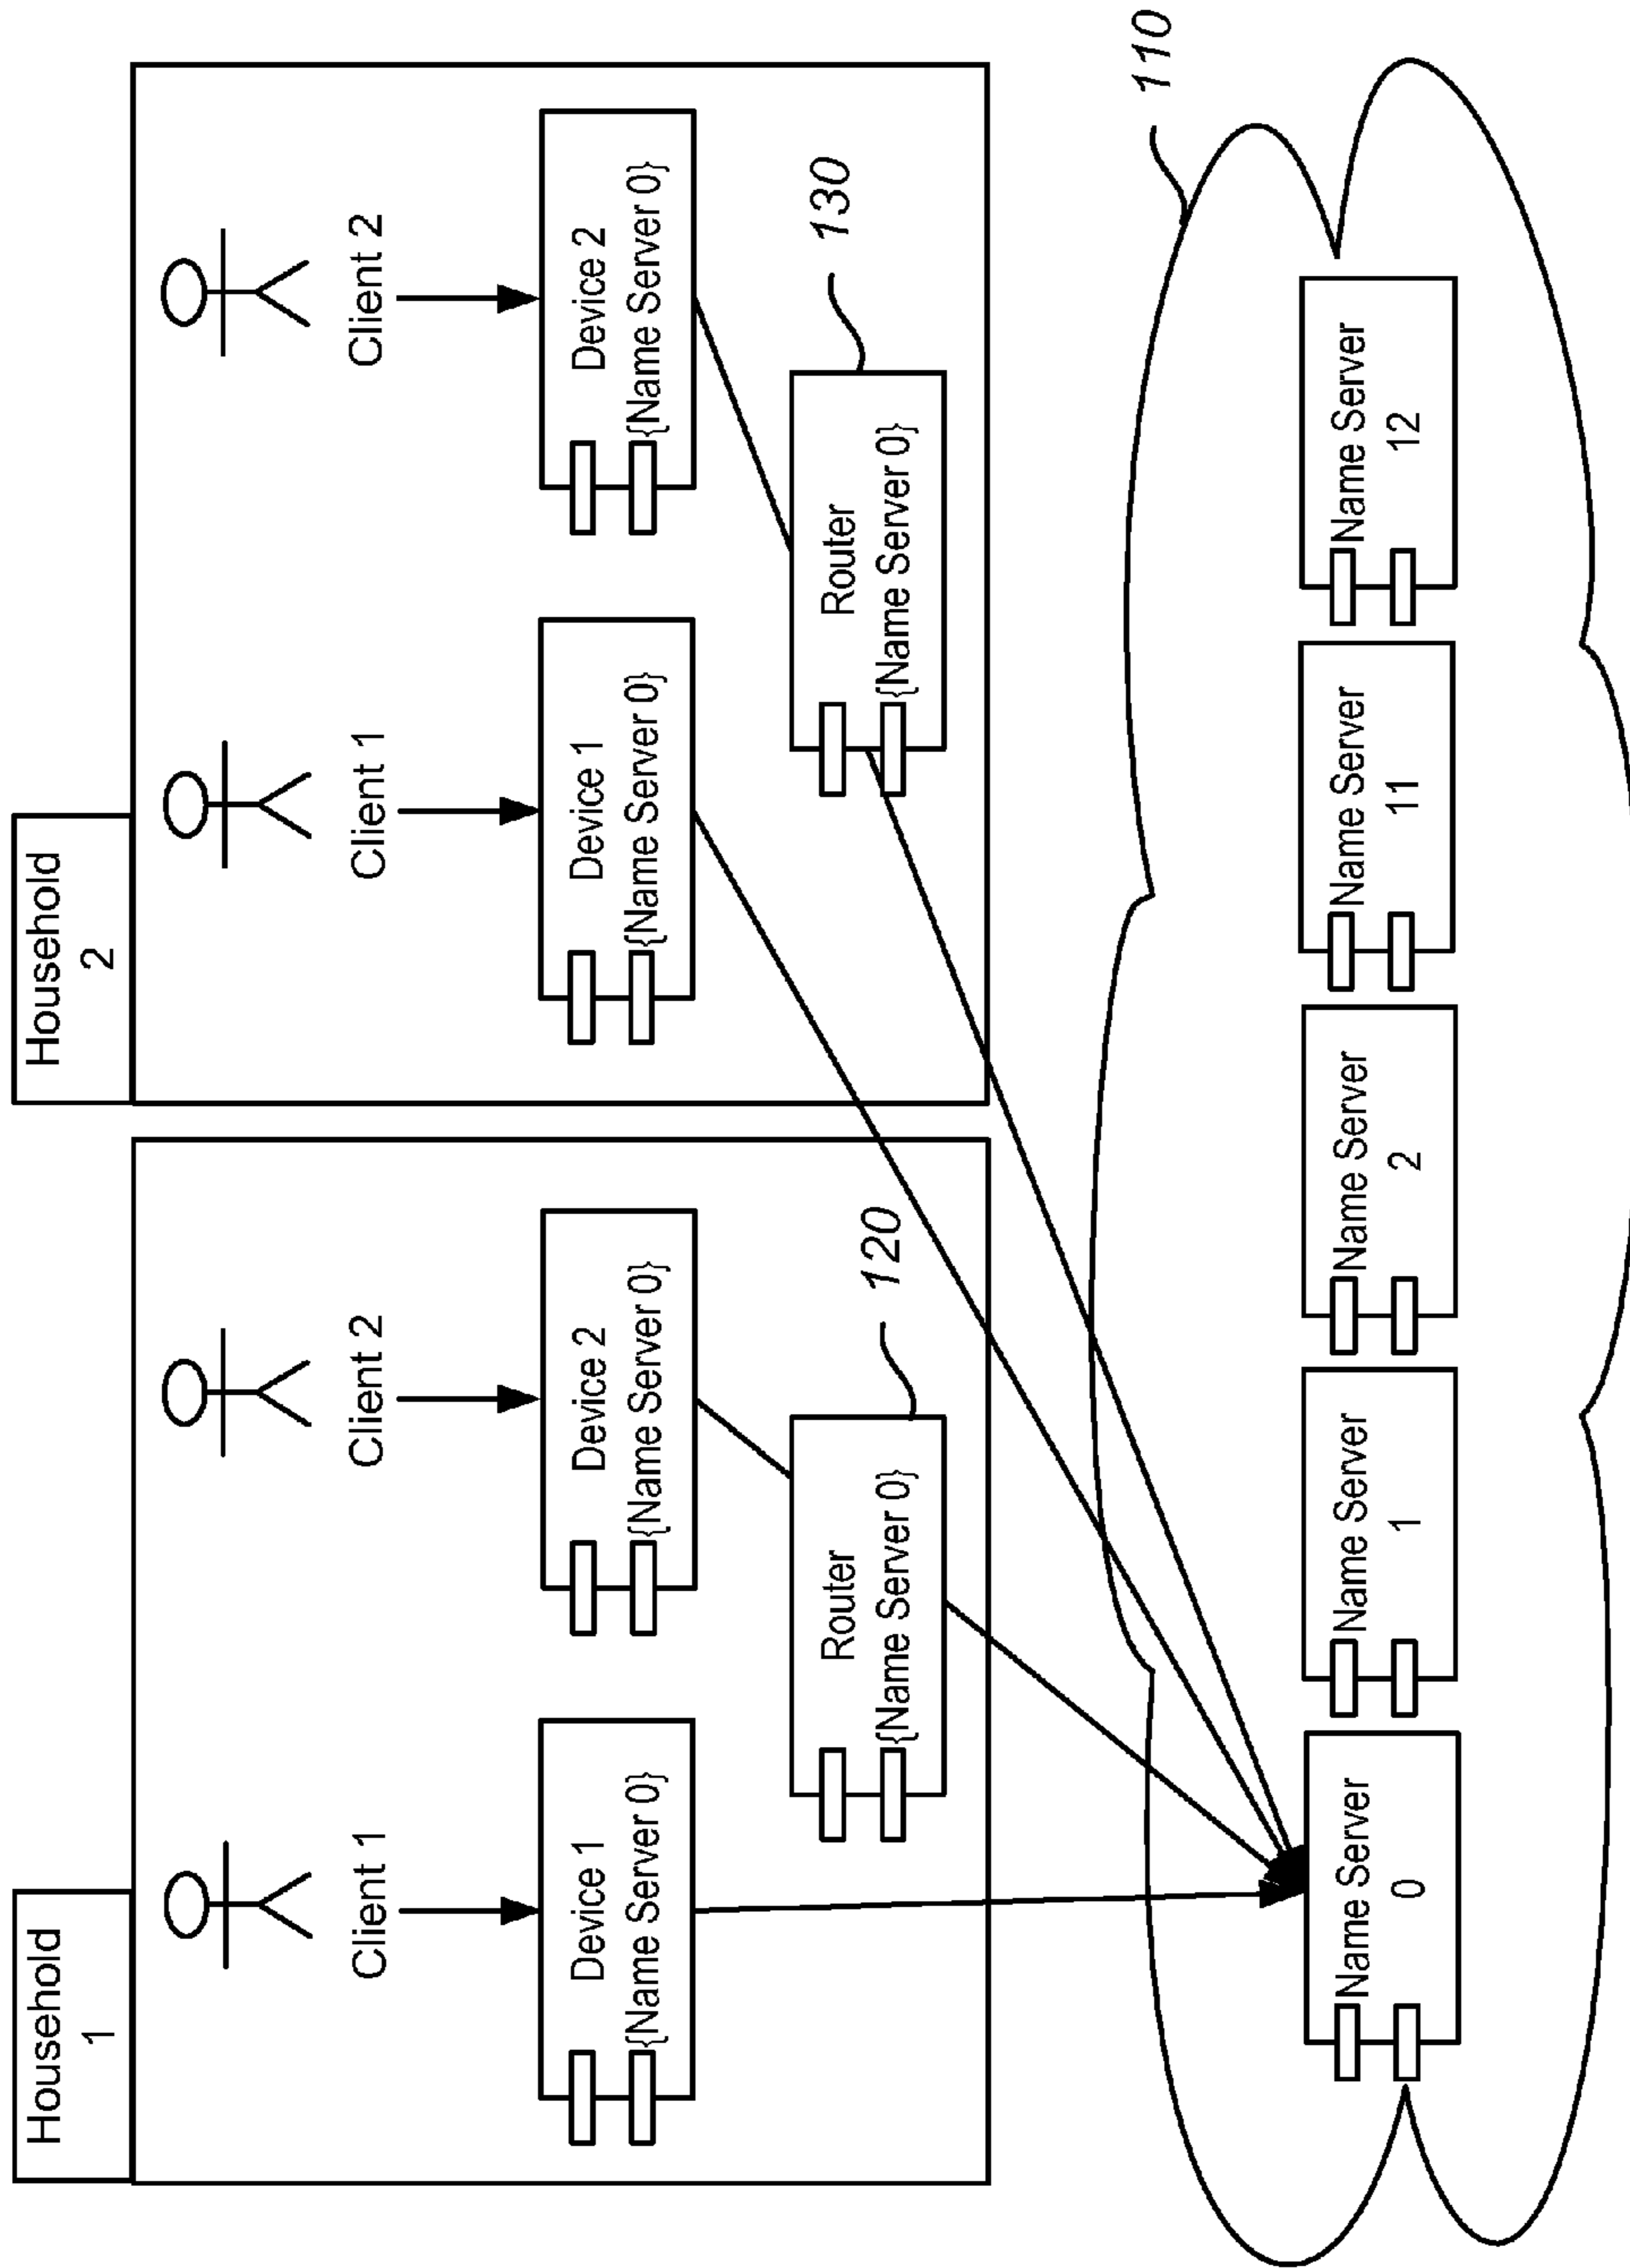 Household
1
Household
2
Client 1
Client 2
Client 1
Client 2
Device 1
{Name Server 0}
Device 2
{Name Server 0}
Device 1
{Name Server 0}
Device 2
{Name Server 0}
Router
{Name Server 0}
120
Router
{Name Server 0}
130
110
Name Server
0
Name Server
1
Name Server
2
Name Server
11
Name Server
12